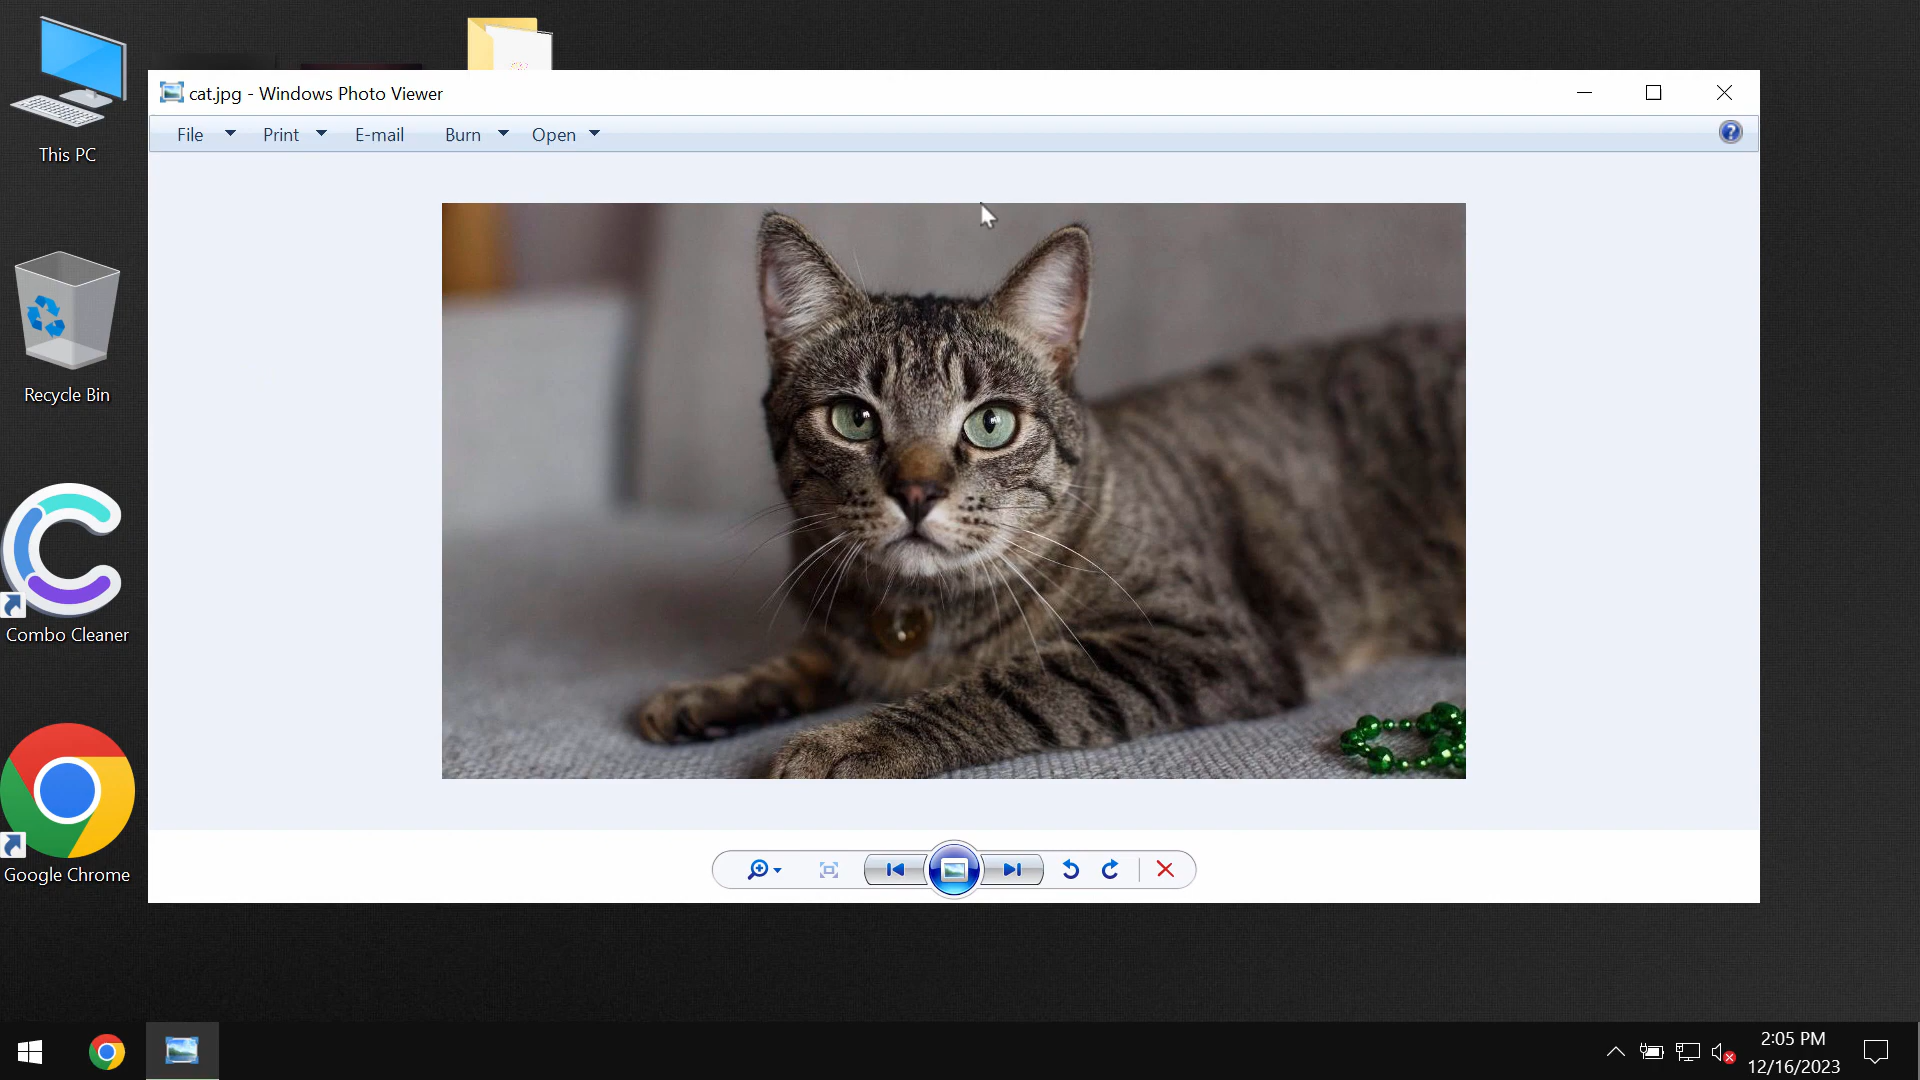 This PC
Recycle Bin
Combo Cleaner
Google Chrome
cat.jpg - Windows Photo Viewer
File Print E-mail Burn Open
2:05 PM
12/16/2023